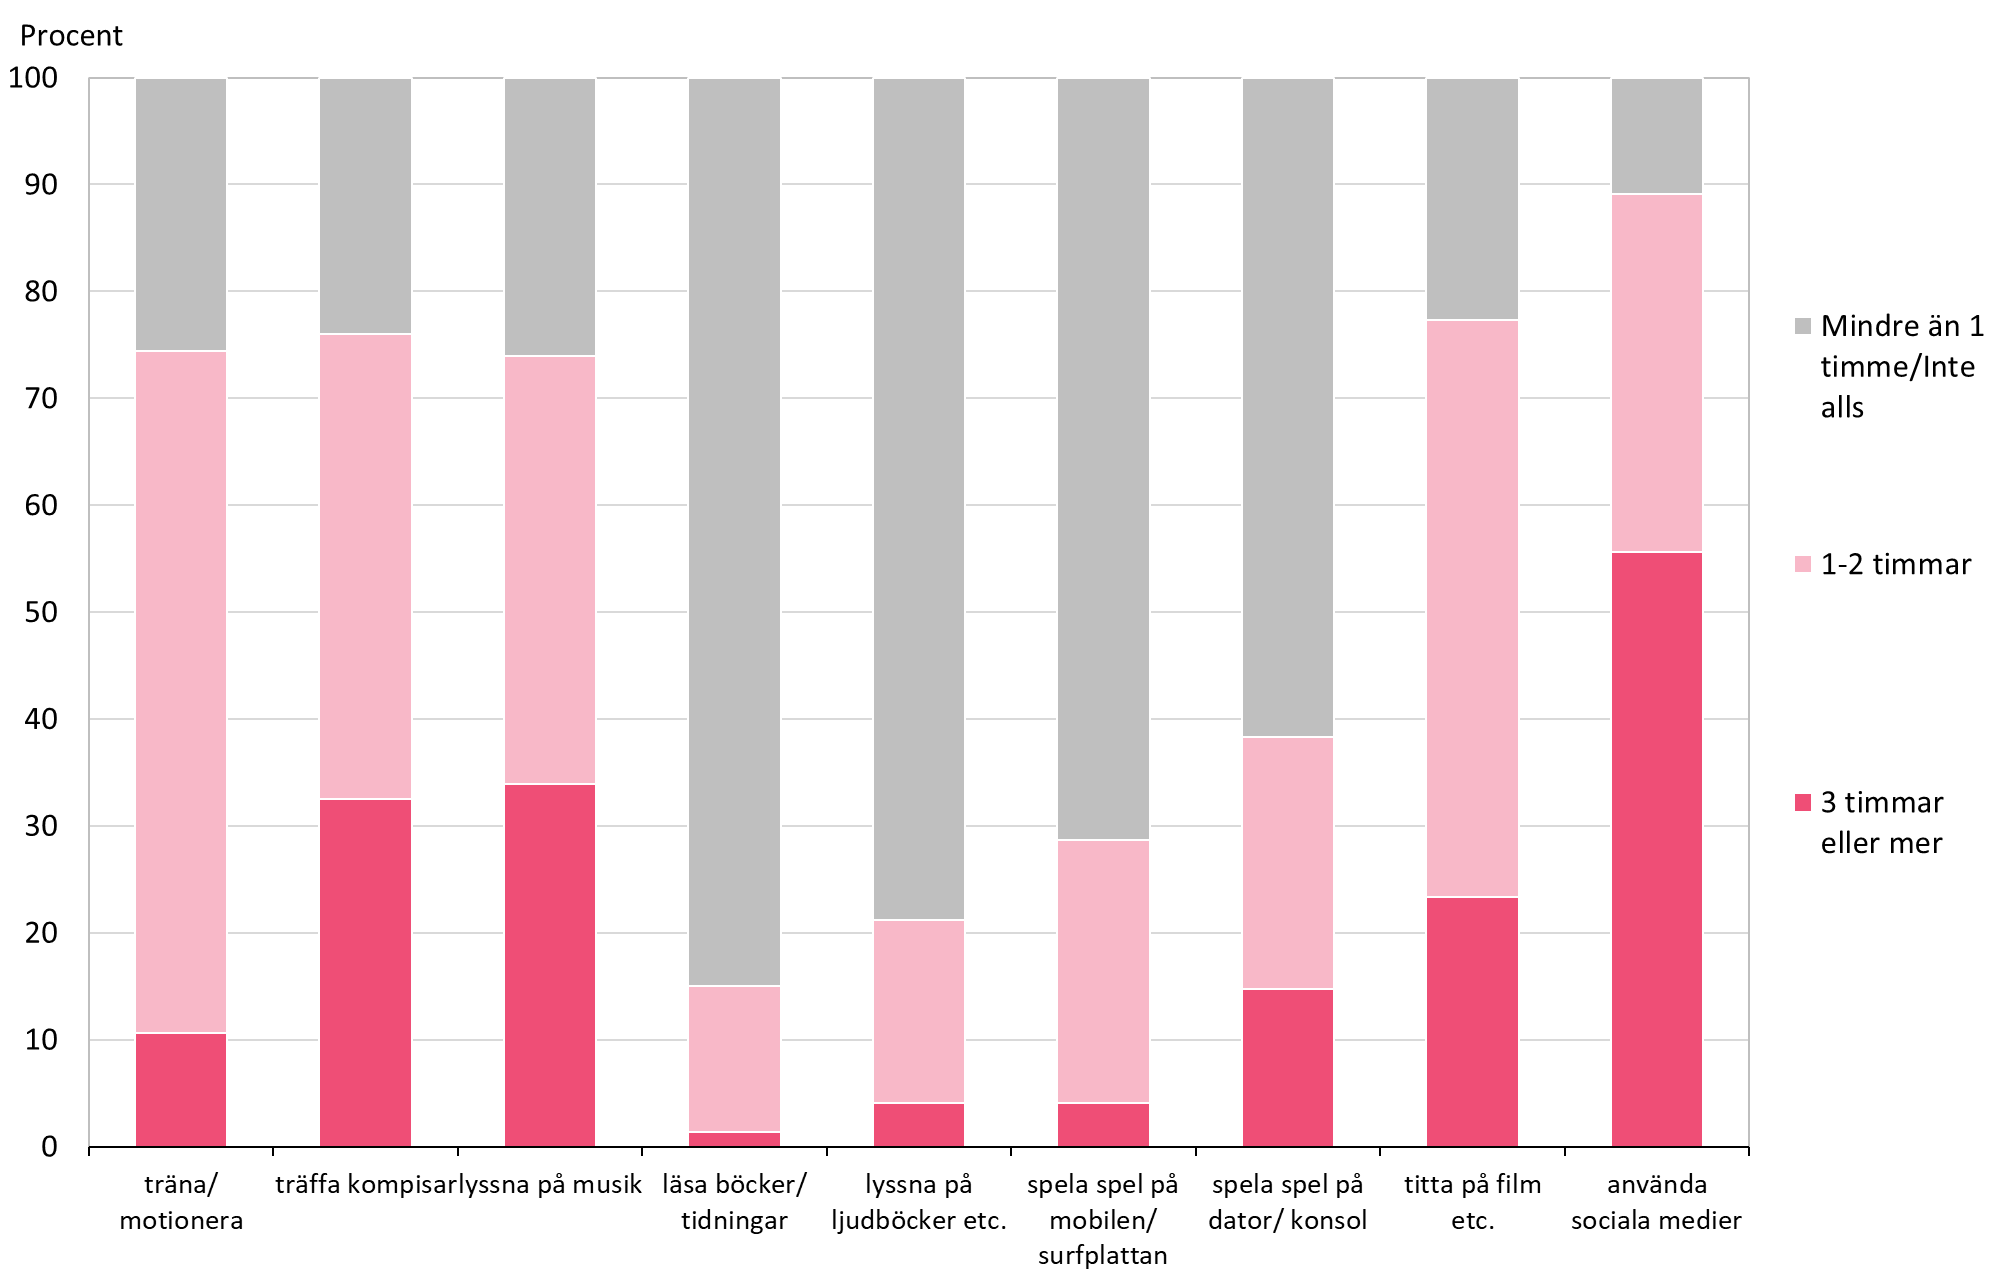 Procent
100
90
80
70
60
50
40
30
20
10
0
Mindre än 1
timme/Inte
alls
1-2 timmar
3 timmar
eller mer
träna/
motionera
träffa kompisar
lyssna på musik
läsa böcker/
tidningar
lyssna på
ljudböcker etc.
spela spel på
mobilen/
surfplattan
spela spel på
dator/ konsol
titta på film
etc.
använda
sociala medier